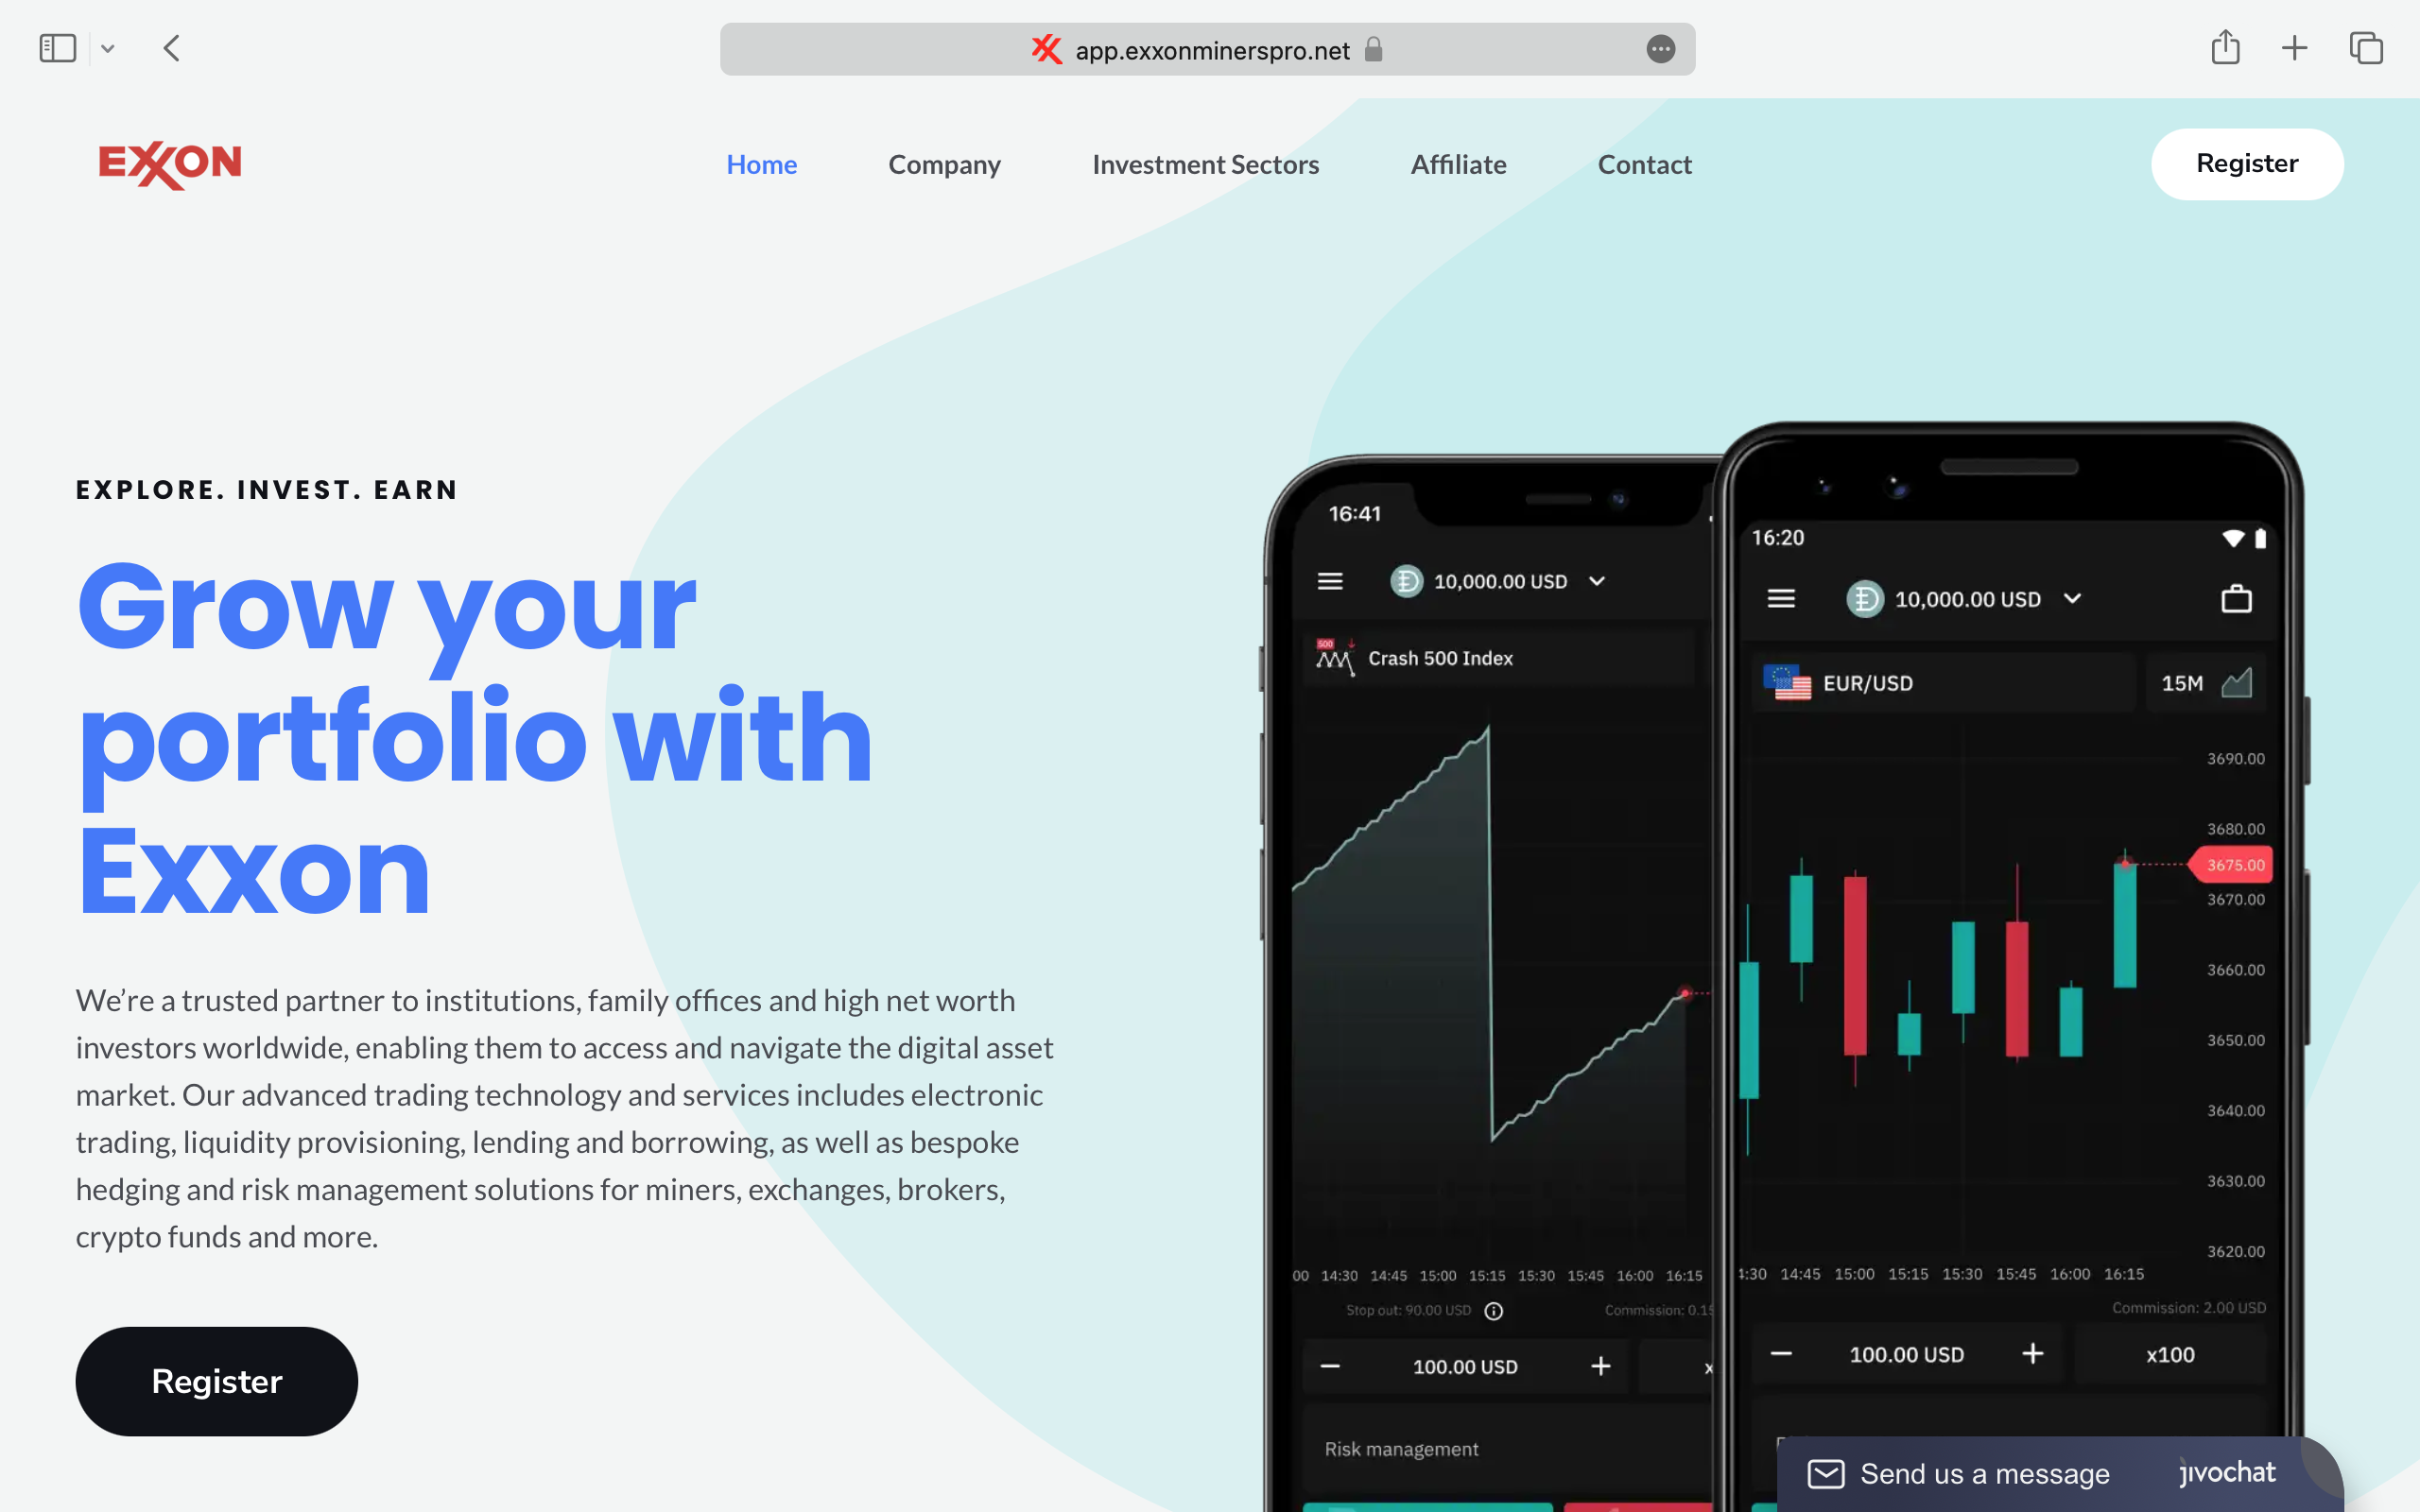 app.exxonminerspro.net
EXXON
Home
Company
Investment Sectors
Affiliate
Contact
Register
EXPLORE. INVEST. EARN
Grow your
portfolio with
Exxon
We’re a trusted partner to institutions, family offices and high net worth
investors worldwide, enabling them to access and navigate the digital asset
market. Our advanced trading technology and services includes electronic
trading, liquidity provisioning, lending and borrowing, as well as bespoke
hedging and risk management solutions for miners, exchanges, brokers,
crypto funds and more.
Register
16:41
10,000.00 USD
500
Crash 500 Index
00 14:30 14:45 15:00 15:15 15:30 15:45 16:00 16:15
Stop out: 90.00 USD
Commission: 0.15
100.00 USD
x
Risk management
16:20
10,000.00 USD
EUR/USD
15M
3690.00
3680.00
3675.00
3670.00
3660.00
3650.00
3640.00
3630.00
3620.00
4:30 14:45 15:00 15:15 15:30 15:45 16:00 16:15
Commission: 2.00 USD
100.00 USD
x100
Send us a message
jivochat